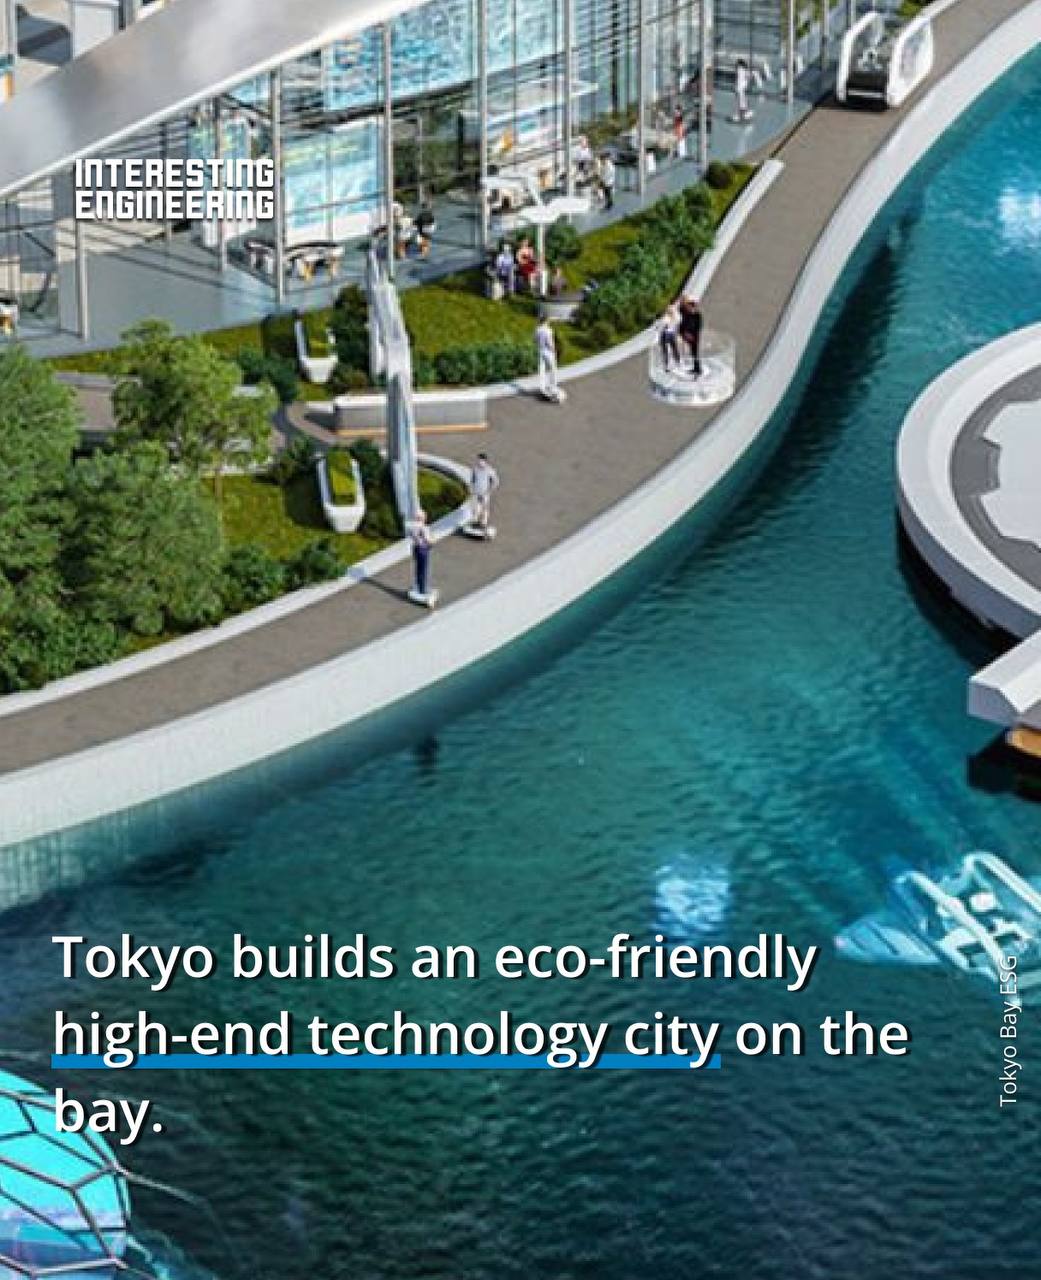 INTERESTING
ENGINEERING
Tokyo builds an eco-friendly
high-end technology city on the
bay.
Tokyo Bay ESG